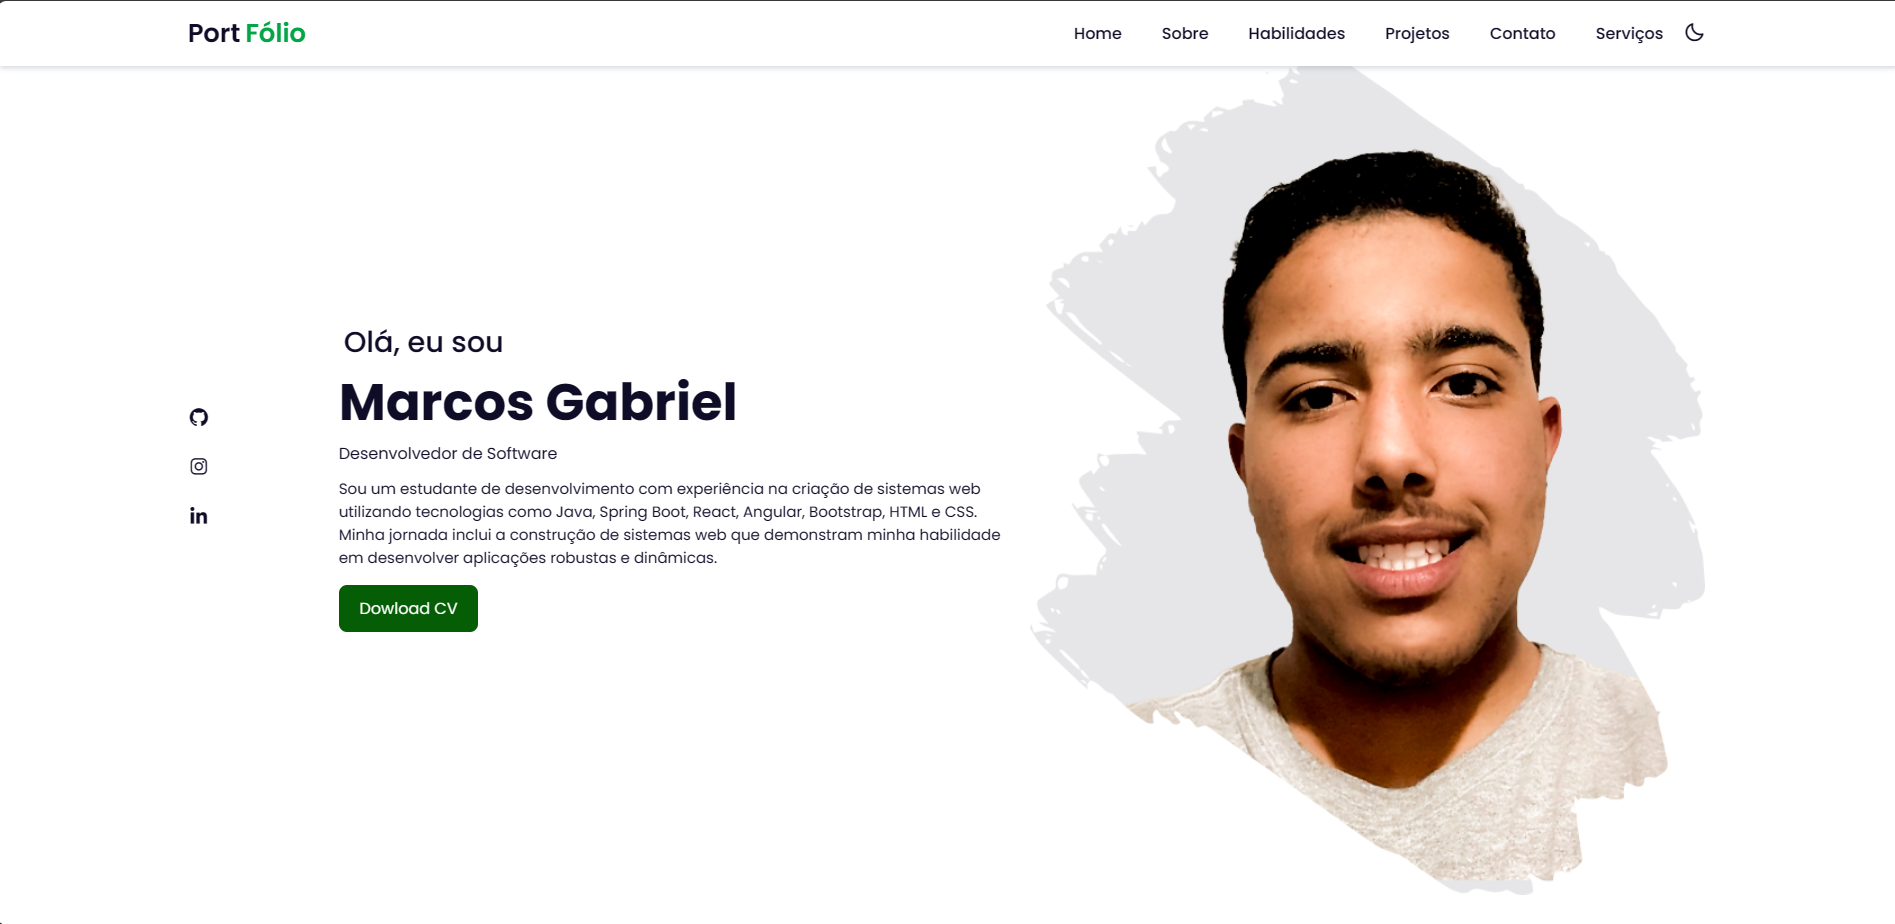 Port Fólio
Home Sobre Habilidades Projetos Contato Serviços
Olá, eu sou
Marcos Gabriel
Desenvolvedor de Software
Sou um estudante de desenvolvimento com experiência na criação de sistemas web
utilizando tecnologias como Java, Spring Boot, React, Angular, Bootstrap, HTML e CSS.
Minha jornada inclui a construção de sistemas web que demonstram minha habilidade
em desenvolver aplicações robustas e dinâmicas.
Dowload CV